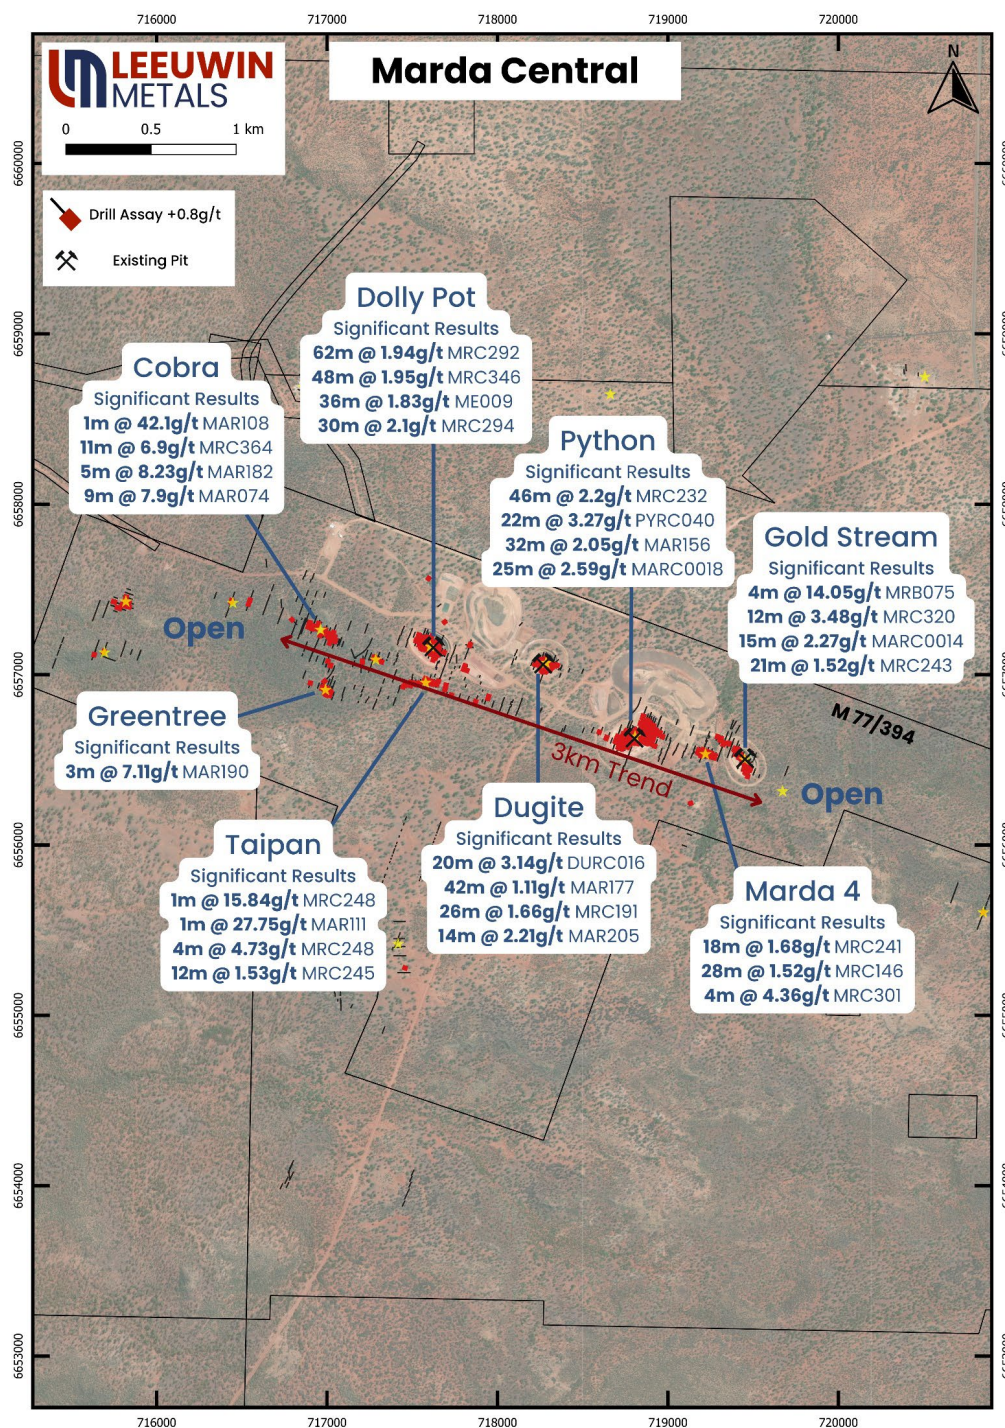 716000
717000
718000
719000
720000
LEEUWIN
METALS
0 0.5 1 km
Marda Central
N
Drill Assay +0.8g/t
Existing Pit
6660000
6659000
6658000
6657000
6656000
6655000
6654000
6653000
Dolly Pot
Significant Results
62m @ 1.94g/t MRC292
48m @ 1.95g/t MRC346
36m @ 1.83g/t ME009
30m @ 2.1g/t MRC294
Cobra
Significant Results
1m @ 42.1g/t MAR108
11m @ 6.9g/t MRC364
5m @ 8.23g/t MAR182
9m @ 7.9g/t MAR074
Python
Significant Results
46m @ 2.2g/t MRC232
22m @ 3.27g/t PYRC040
32m @ 2.05g/t MAR156
25m @ 2.59g/t MARC0018
Gold Stream
Significant Results
4m @ 14.05g/t MRB075
12m @ 3.48g/t MRC320
15m @ 2.27g/t MARC0014
21m @ 1.52g/t MRC243
Open
M 77/394
3km Trend
Open
Greentree
Significant Results
3m @ 7.11g/t MAR190
Taipan
Significant Results
1m @ 15.84g/t MRC248
1m @ 27.75g/t MAR111
4m @ 4.73g/t MRC248
12m @ 1.53g/t MRC245
Dugite
Significant Results
20m @ 3.14g/t DURC016
42m @ 1.11g/t MAR177
26m @ 1.66g/t MRC191
14m @ 2.21g/t MAR205
Marda 4
Significant Results
18m @ 1.68g/t MRC241
28m @ 1.52g/t MRC146
4m @ 4.36g/t MRC301
716000
717000
718000
719000
720000